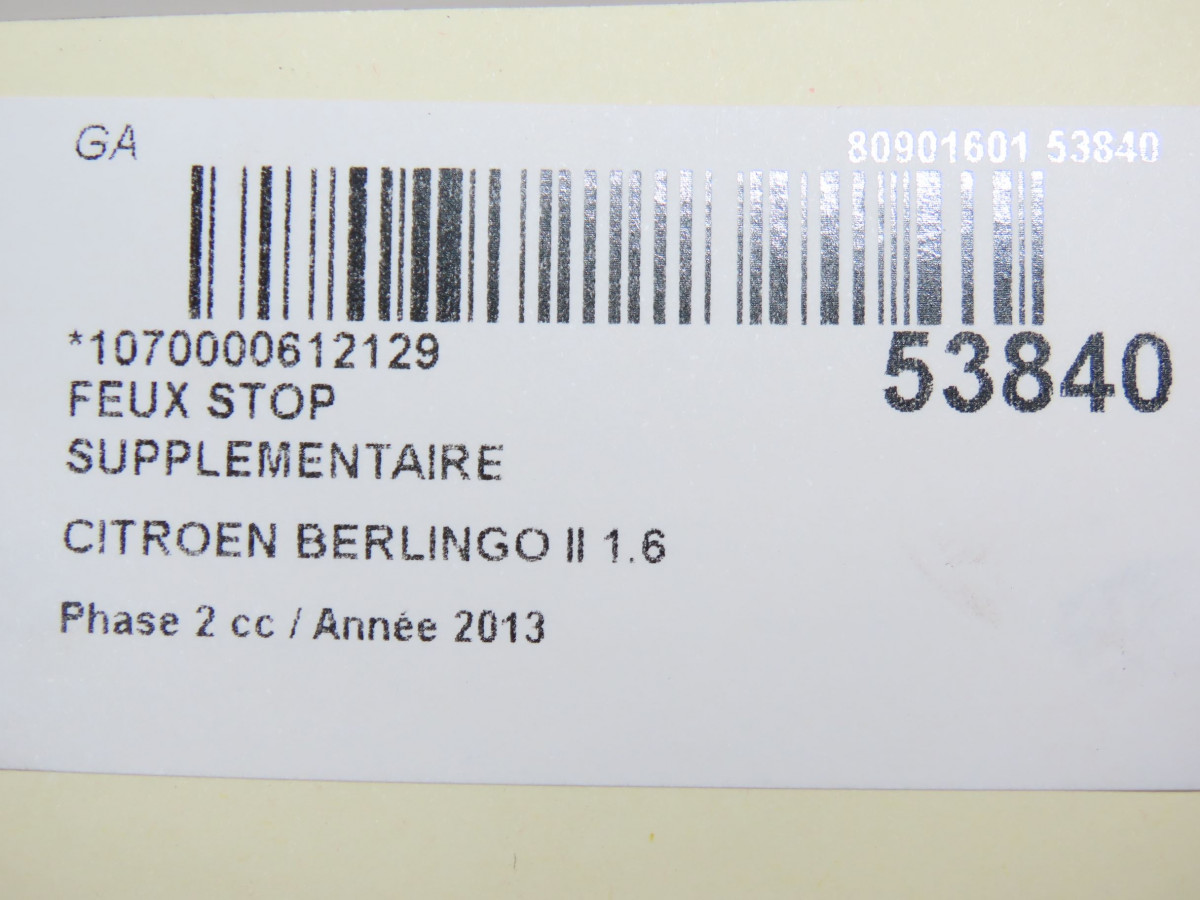 GA
80901601 53840
*1070000612129
53840
FEUX STOP
SUPPLEMENTAIRE
CITROEN BERLINGO II 1.6
Phase 2 cc / Année 2013